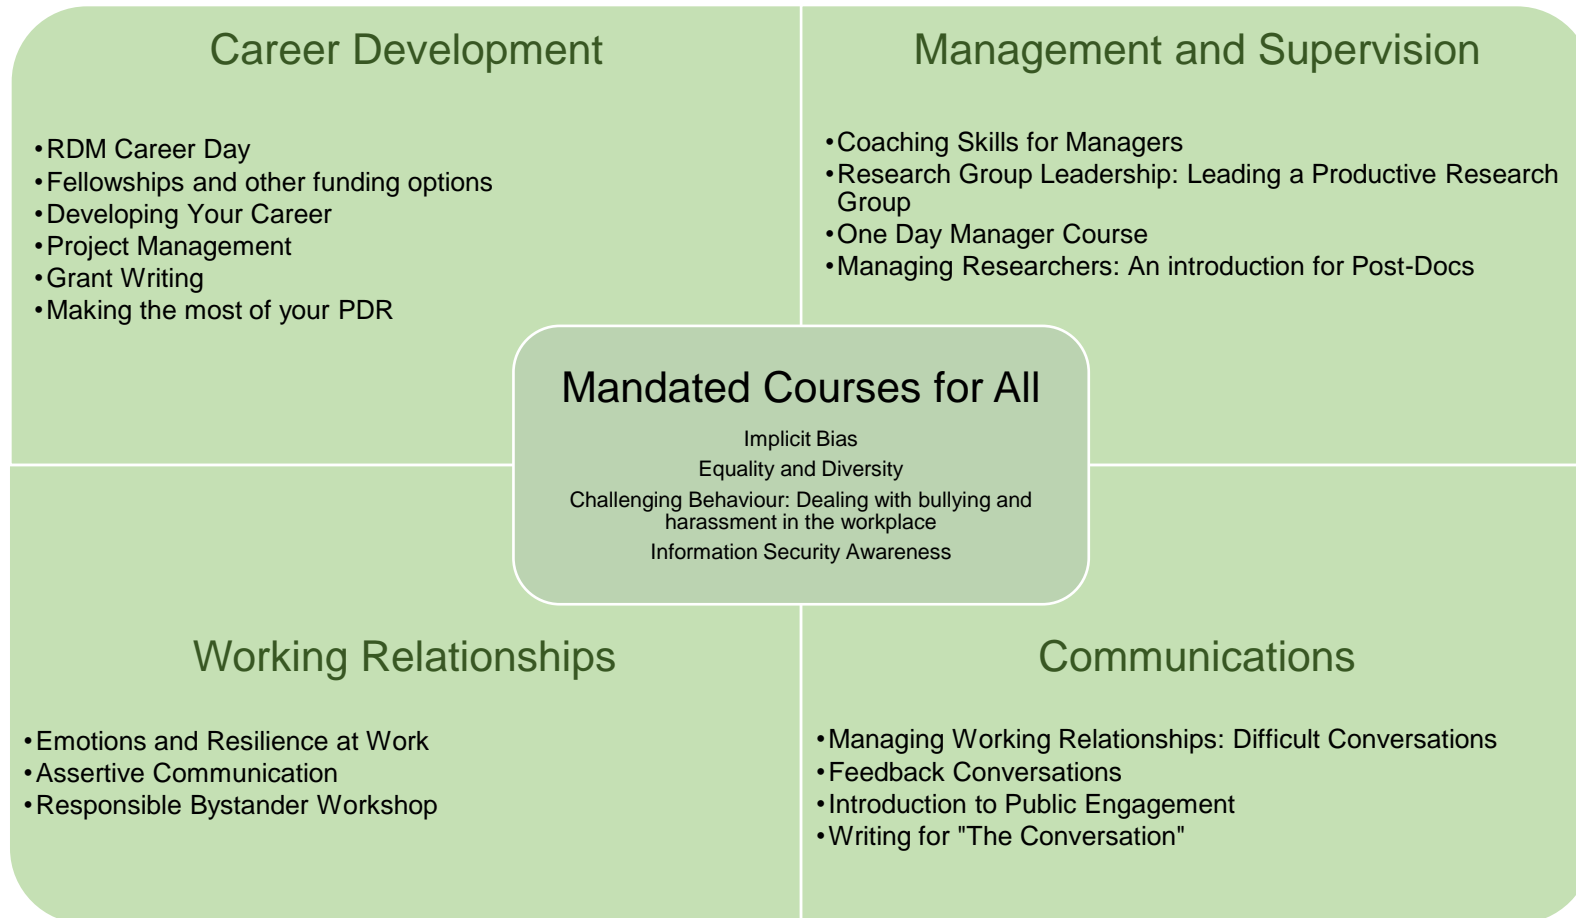 Career Development
•RDM Career Day
•Fellowships and other funding options
•Developing Your Career
•Project Management
•Grant Writing
•Making the most of your PDR
Management and Supervision
•Coaching Skills for Managers
•Research Group Leadership: Leading a Productive Research
Group
•One Day Manager Course
•Managing Researchers: An introduction for Post-Docs
Mandated Courses for All
Implicit Bias
Equality and Diversity
Challenging Behaviour: Dealing with bullying and
harassment in the workplace
Information Security Awareness
Working Relationships
•Emotions and Resilience at Work
•Assertive Communication
•Responsible Bystander Workshop
Communications
•Managing Working Relationships: Difficult Conversations
•Feedback Conversations
•Introduction to Public Engagement
•Writing for "The Conversation"